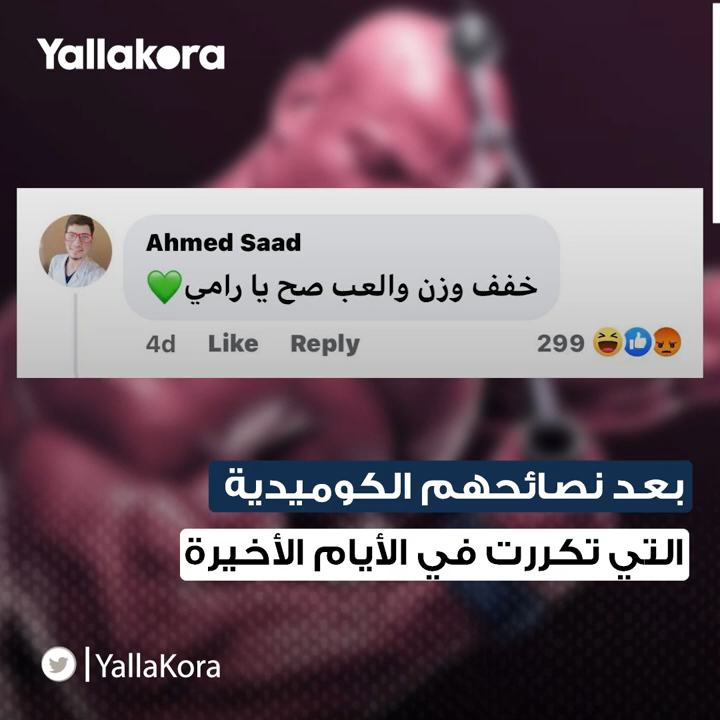 Yallakora
Ahmed Saad
خفف وزن والعب صح يا رامي💚
4d Like Reply 299 😆👍😡
بعد نصائحهم الكوميدية
التي تكررت في الأيام الأخيرة
YallaKora